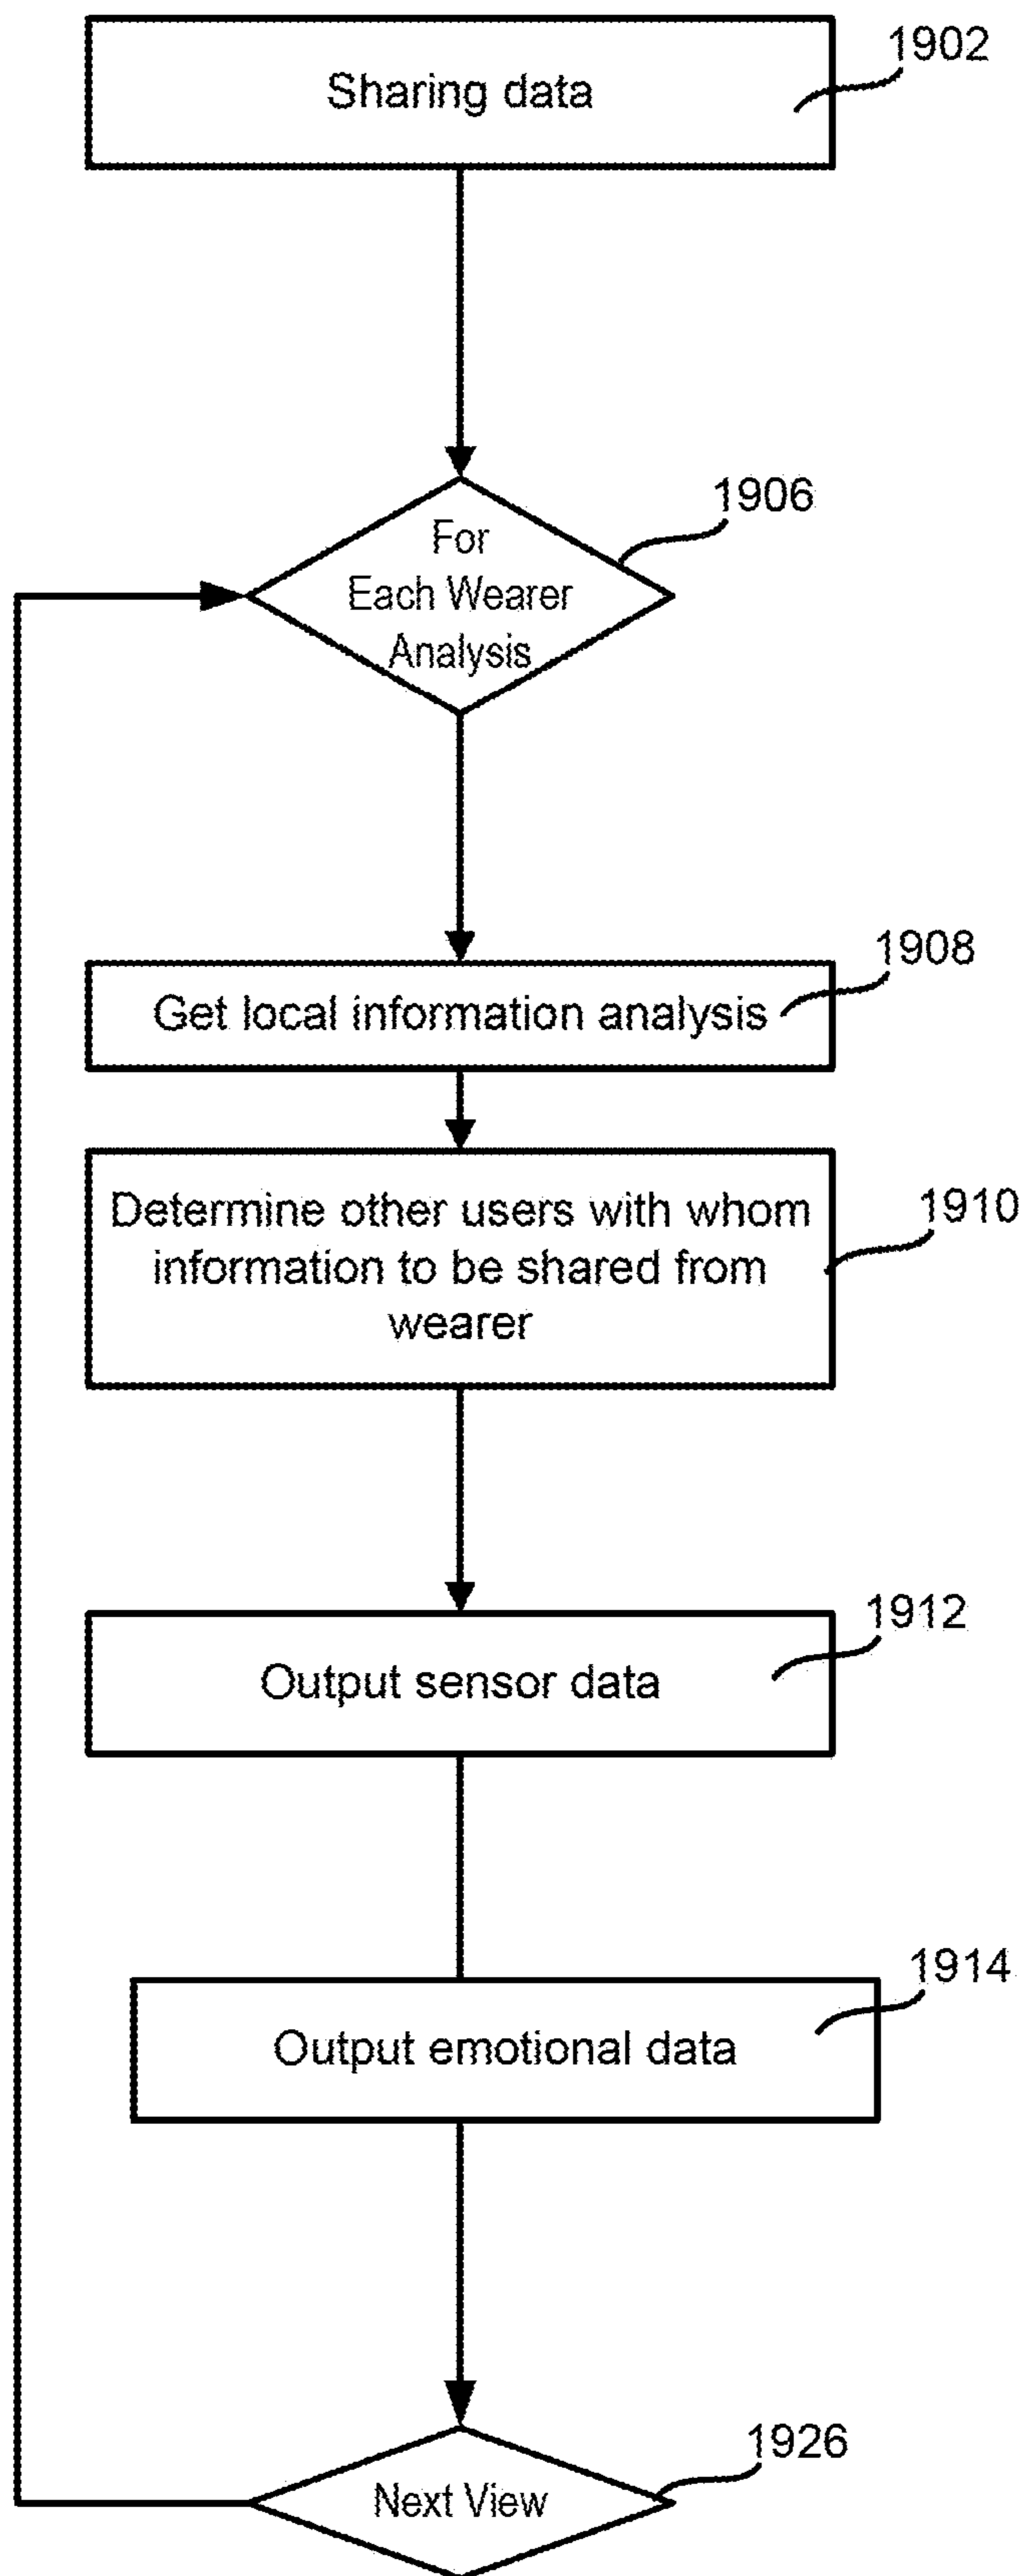 1902
Sharing data
1906
For
Each Wearer
Analysis
1908
Get local information analysis
1910
Determine other users with whom
information to be shared from
wearer
1912
Output sensor data
1914
Output emotional data
1926
Next View